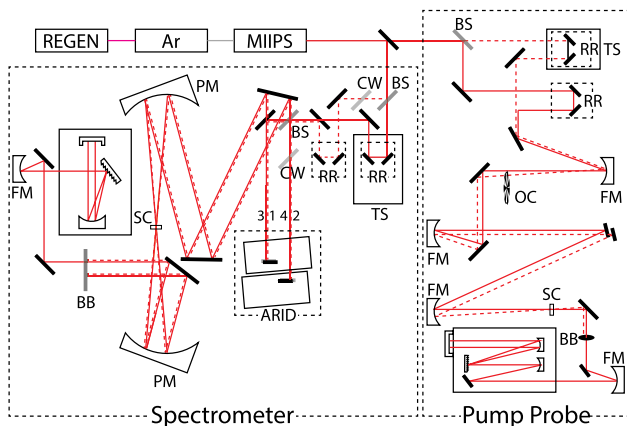 REGEN Ar MIIPS BS
RR TS
PM CW BS RR
BS
FM CW RR RR FM
OC
SC TS
3 1 4 2
FM
BB FM SC
ARID BB
PM FM
Spectrometer Pump Probe